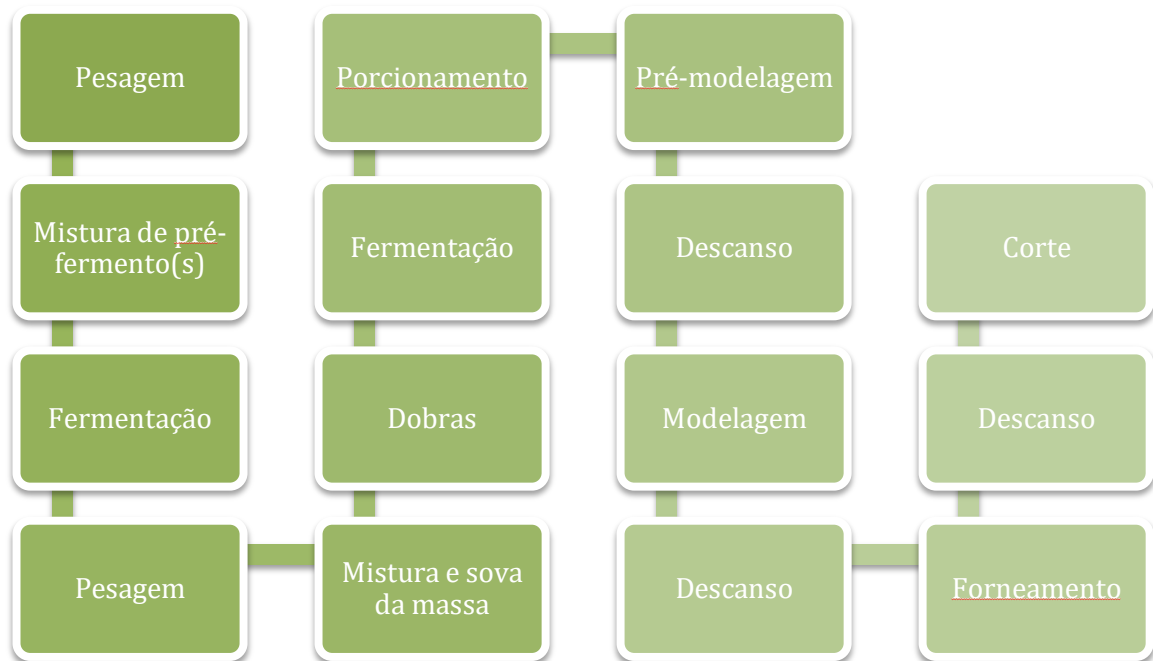 Pesagem
Mistura de pré-
fermento(s)
Fermentação
Pesagem
Mistura e sova
da massa
Dobras
Fermentação
Porcionamento
Pré-modelagem
Descanso
Modelagem
Descanso
Forneamento
Descanso
Corte